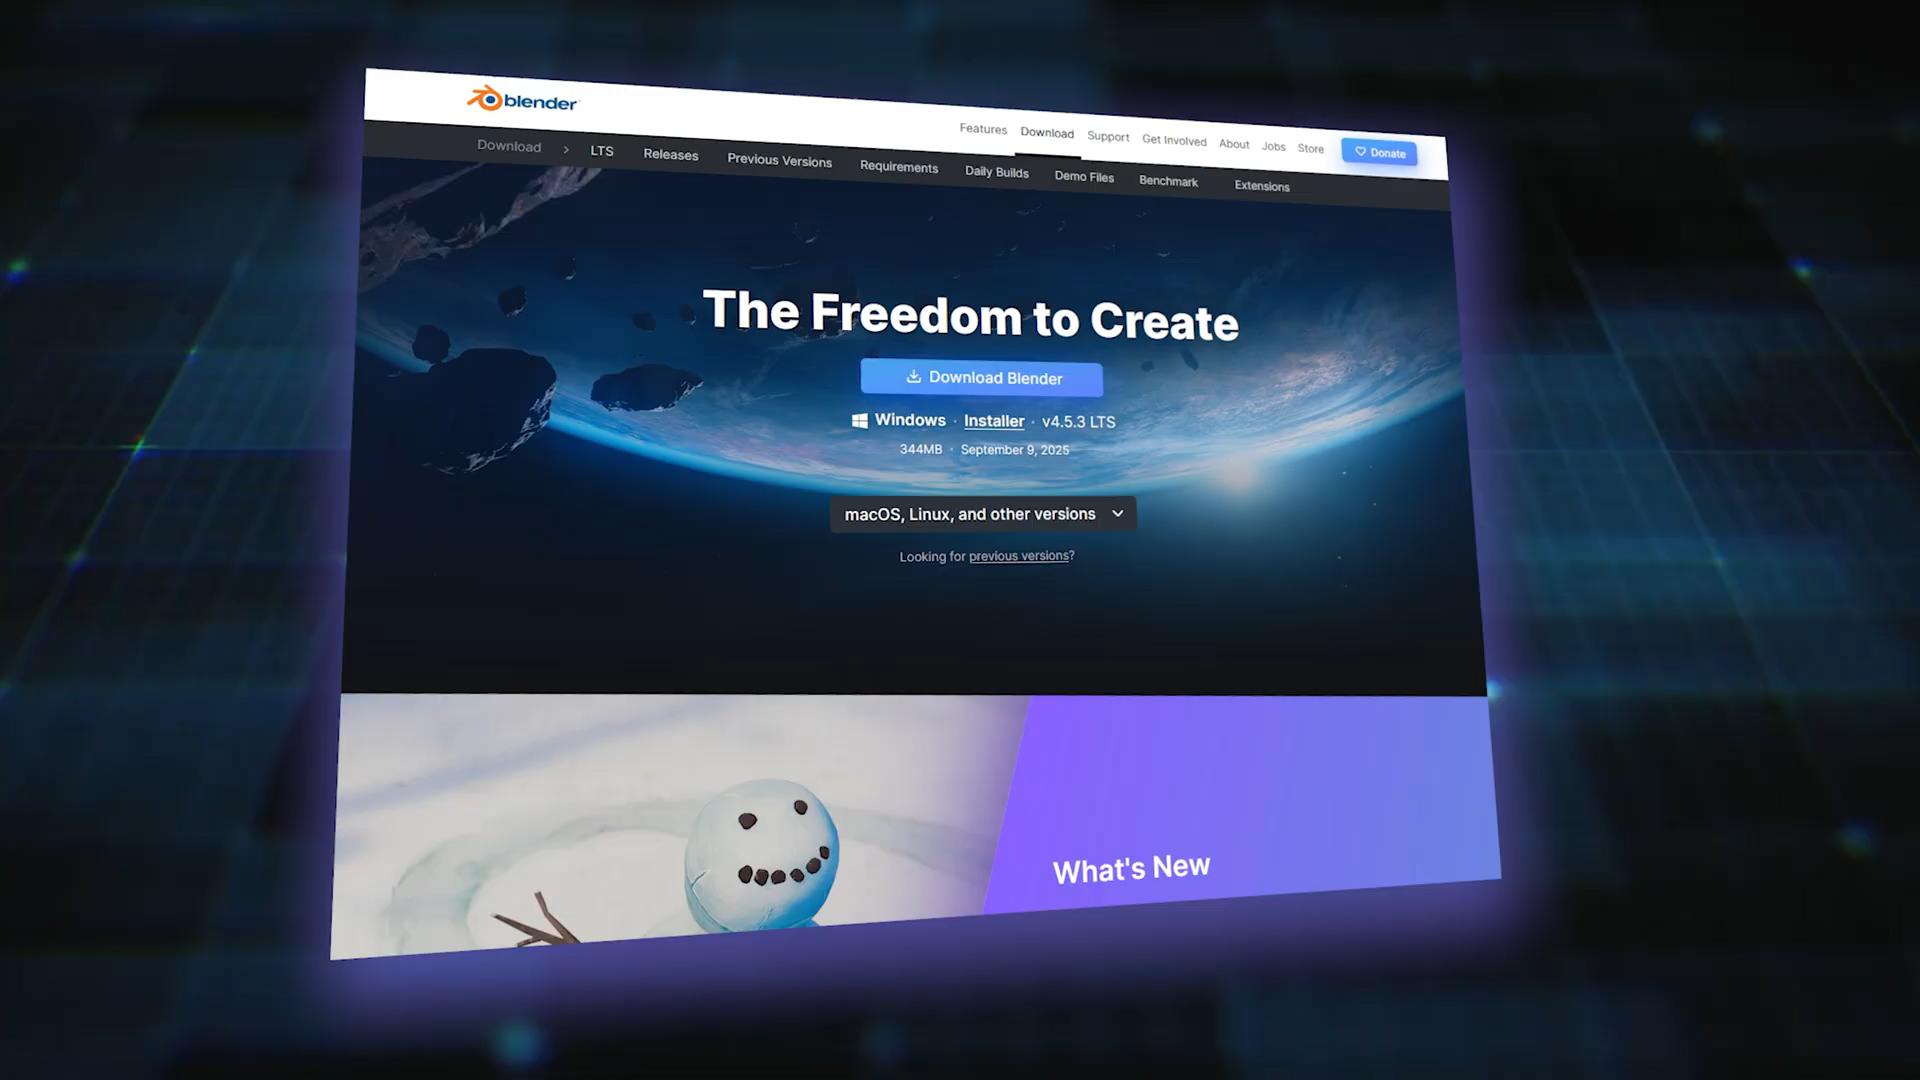 blender
Features Download Support Get Involved About Jobs Store Donate
Download > LTS Releases Previous Versions Requirements Daily Builds Demo Files Benchmark Extensions
The Freedom to Create
Download Blender
Windows · Installer · v4.5.3 LTS
344MB · September 9, 2025
macOS, Linux, and other versions
Looking for previous versions?
What's New